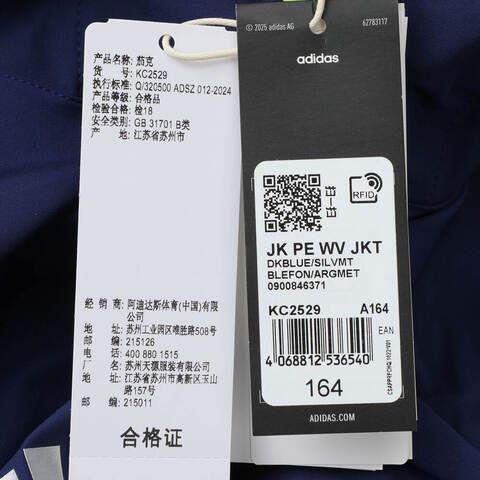 品 名: 茄克
货 号: KC2529
执行标准: Q/320500 ADSZ 012-2024
产品等级: 合格品
检验合格: 检18
安全类别: GB 31701 B类
产 地: 江苏省苏州市
经 销 商: 阿迪达斯体育(中国)有限
公司
地 址: 苏州工业园区唯胜路508号
邮 编: 215126
电 话: 400 880 1515
厂 名: 苏州天源服装有限公司
地 址: 江苏省苏州市高新区玉山
路157号
邮 编: 215011
合格证
© 2025 adidas AG
62783117
adidas
RFID
JK PE WV JKT
DKBLUE/SILVMT
BLEFON/ARGMET
0900846371
KC2529 A164
EAN
4 068812 536540
164
ADIDAS.COM